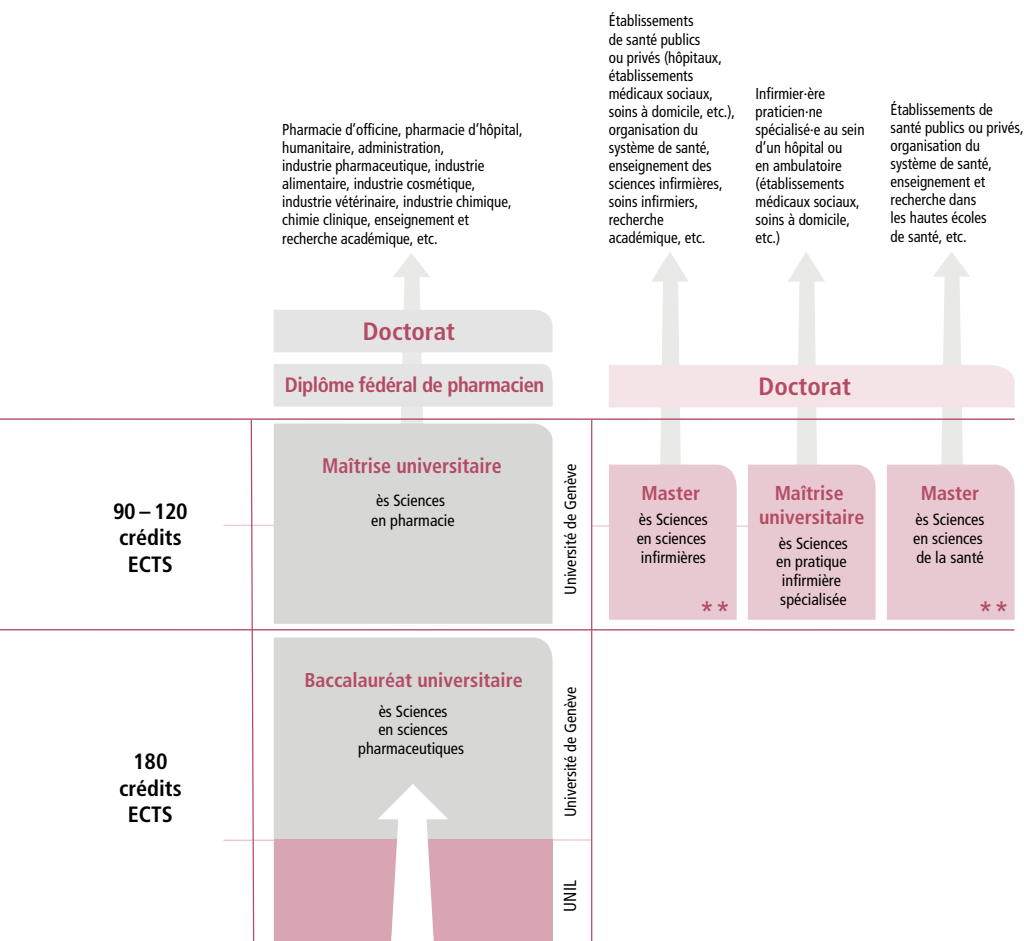 Établissements
de santé publics
ou privés (hôpitaux,
établissements
médicaux sociaux,
soins à domicile, etc.),
organisation du
système de santé,
enseignement des
sciences infirmières,
soins infirmiers,
recherche
académique, etc.
Infirmier·ère
praticien·ne
spécialisé·e au sein
d'un hôpital ou
en ambulatoire
(établissements
médicaux sociaux,
soins à domicile,
etc.)
Établissements de
santé publics ou privés,
organisation du
système de santé,
enseignement et
recherche dans
les hautes écoles
de santé, etc.
Pharmacie d'officine, pharmacie d'hôpital,
humanitaire, administration,
industrie pharmaceutique, industrie
alimentaire, industrie cosmétique,
industrie vétérinaire, industrie chimique,
chimie clinique, enseignement et
recherche académique, etc.
Doctorat
Diplôme fédéral de pharmacien
Doctorat
90 – 120
crédits
ECTS
Maîtrise universitaire
ès Sciences
en pharmacie
Université de Genève
Master
ès Sciences
en sciences
infirmières
**
Maîtrise
universitaire
ès Sciences
en pratique
infirmière
spécialisée
Master
ès Sciences
en sciences
de la santé
**
180
crédits
ECTS
Baccalauréat universitaire
ès Sciences
en sciences
pharmaceutiques
Université de Genève
UNIL